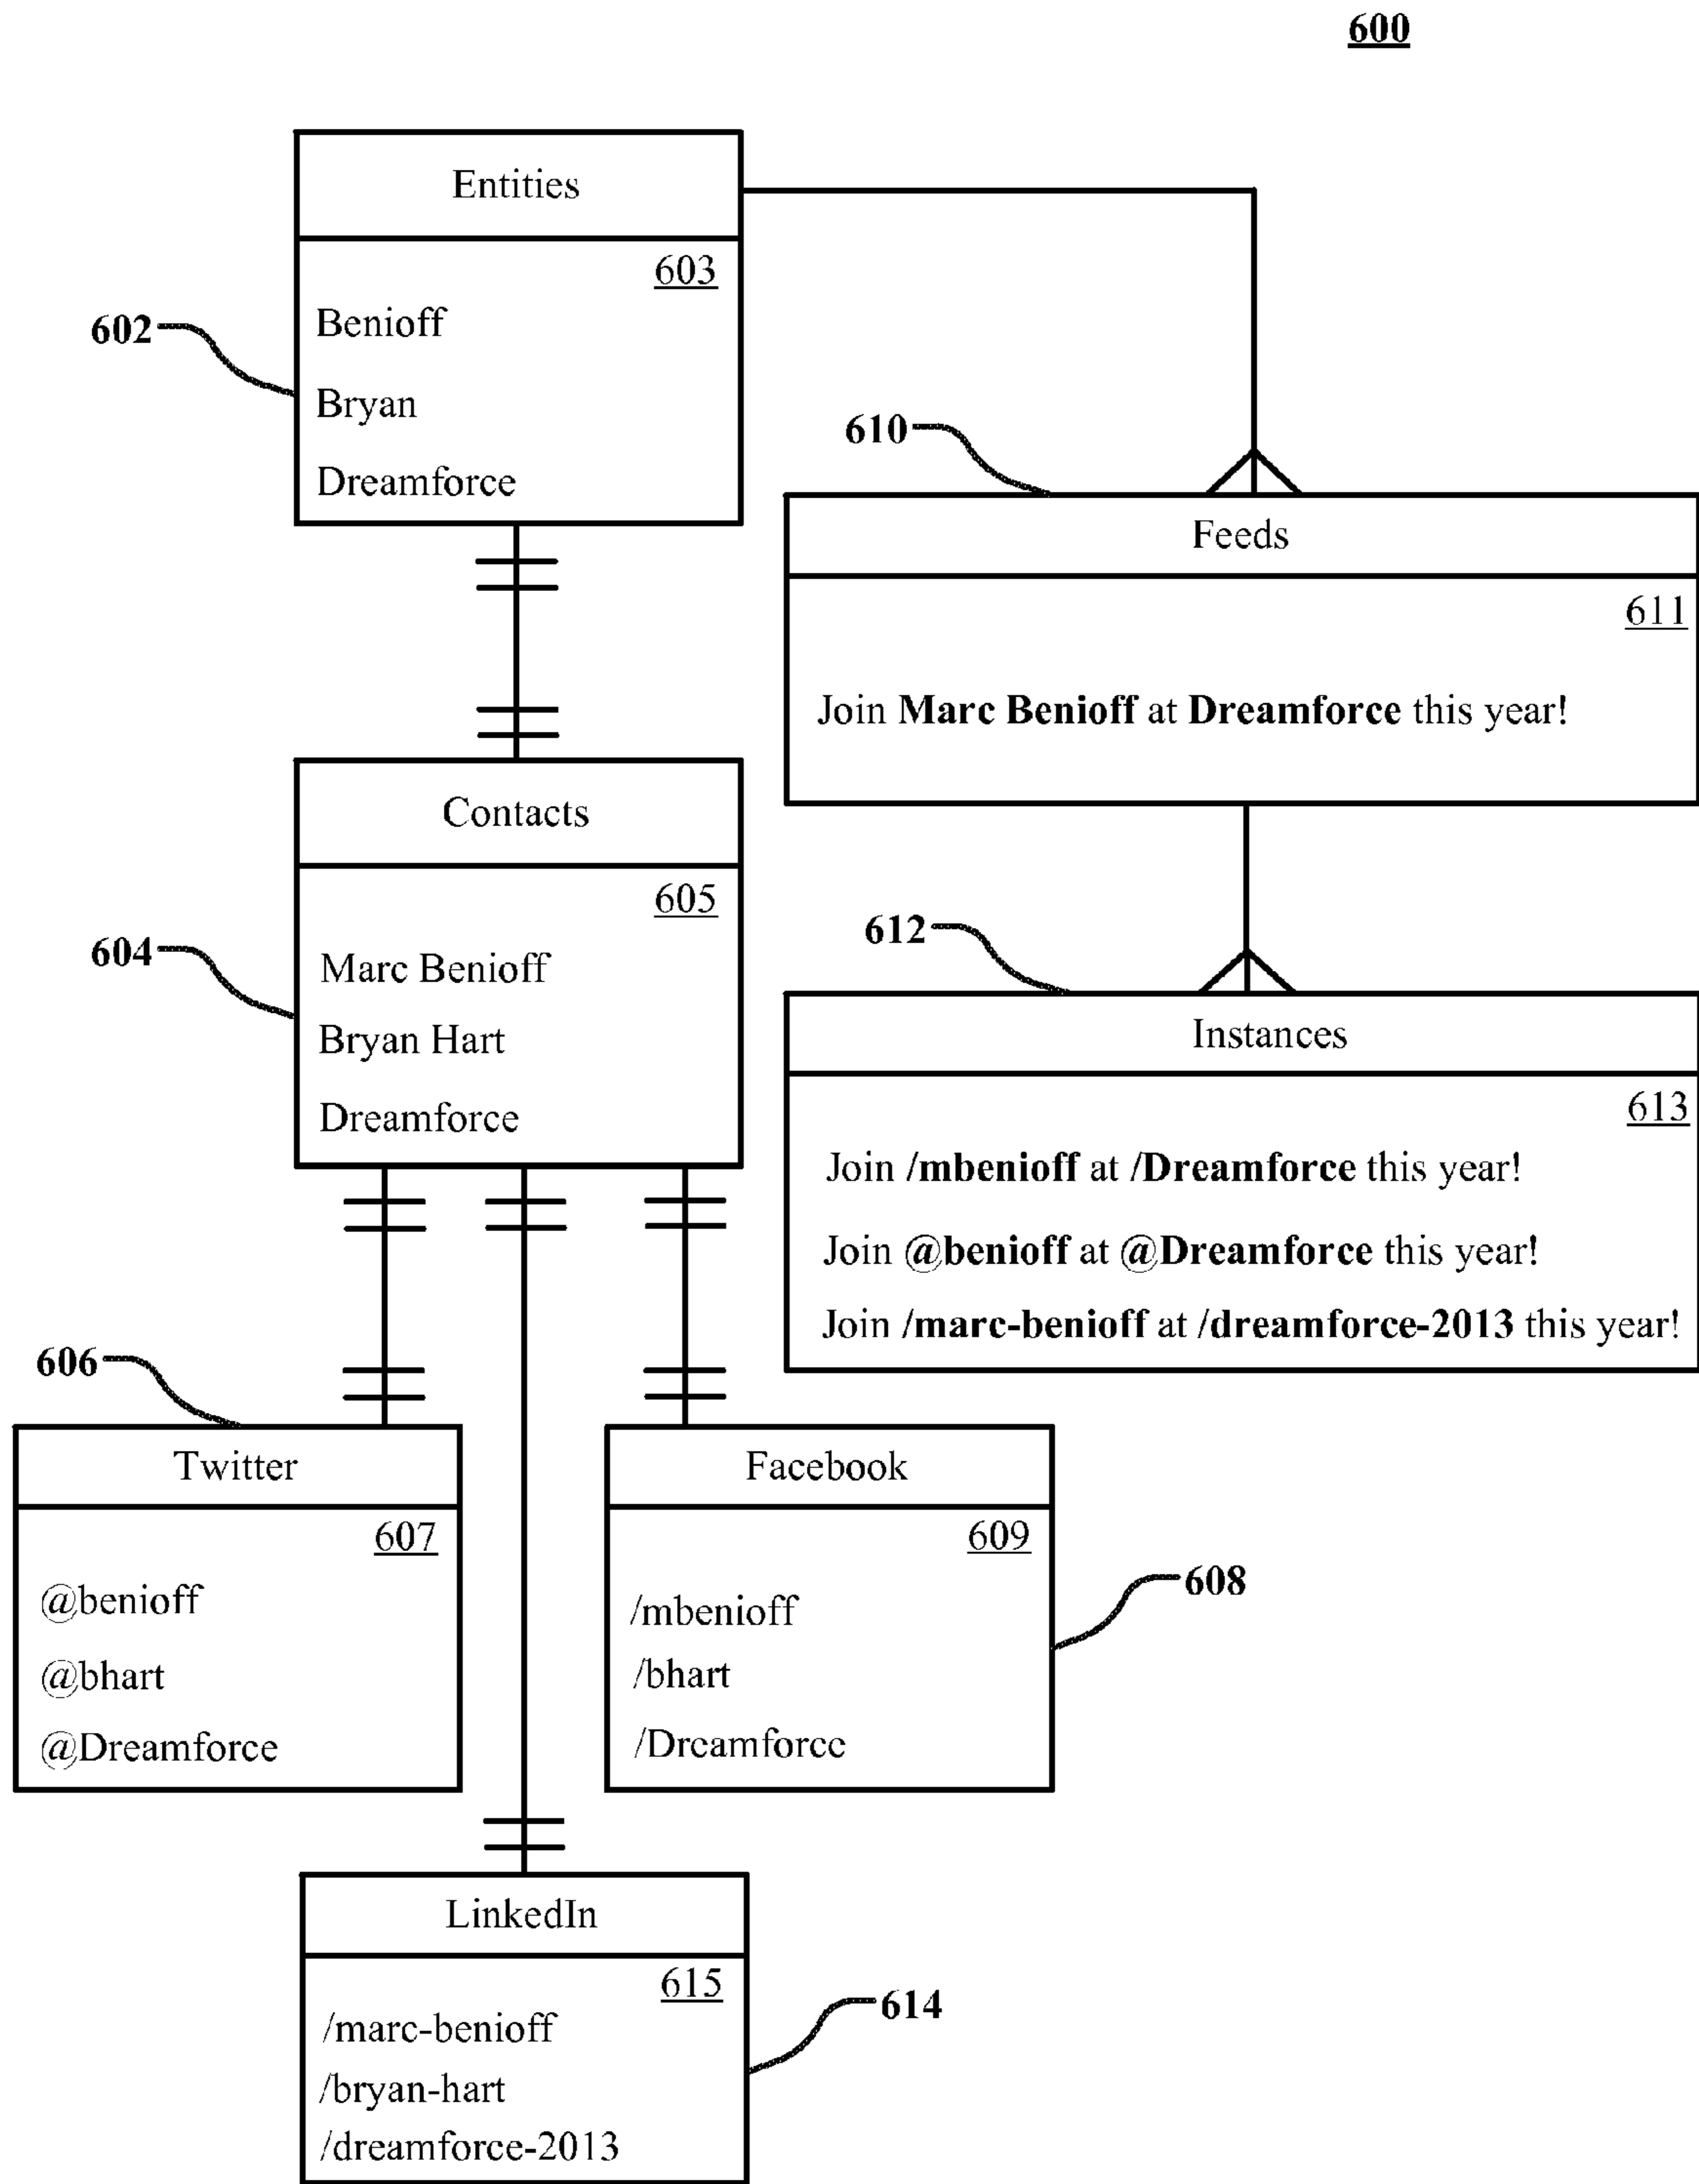 600
Entities
603
602
Benioff
Bryan
Dreamforce
610
Feeds
611
Join Marc Benioff at Dreamforce this year!
Contacts
605
604
Marc Benioff
Bryan Hart
Dreamforce
612
Instances
613
Join /mbenioff at /Dreamforce this year!
Join @benioff at @Dreamforce this year!
Join /marc-benioff at /dreamforce-2013 this year!
606
Twitter
607
@benioff
@bhart
@Dreamforce
Facebook
609
608
/mbenioff
/bhart
/Dreamforce
LinkedIn
615
614
/marc-benioff
/bryan-hart
/dreamforce-2013